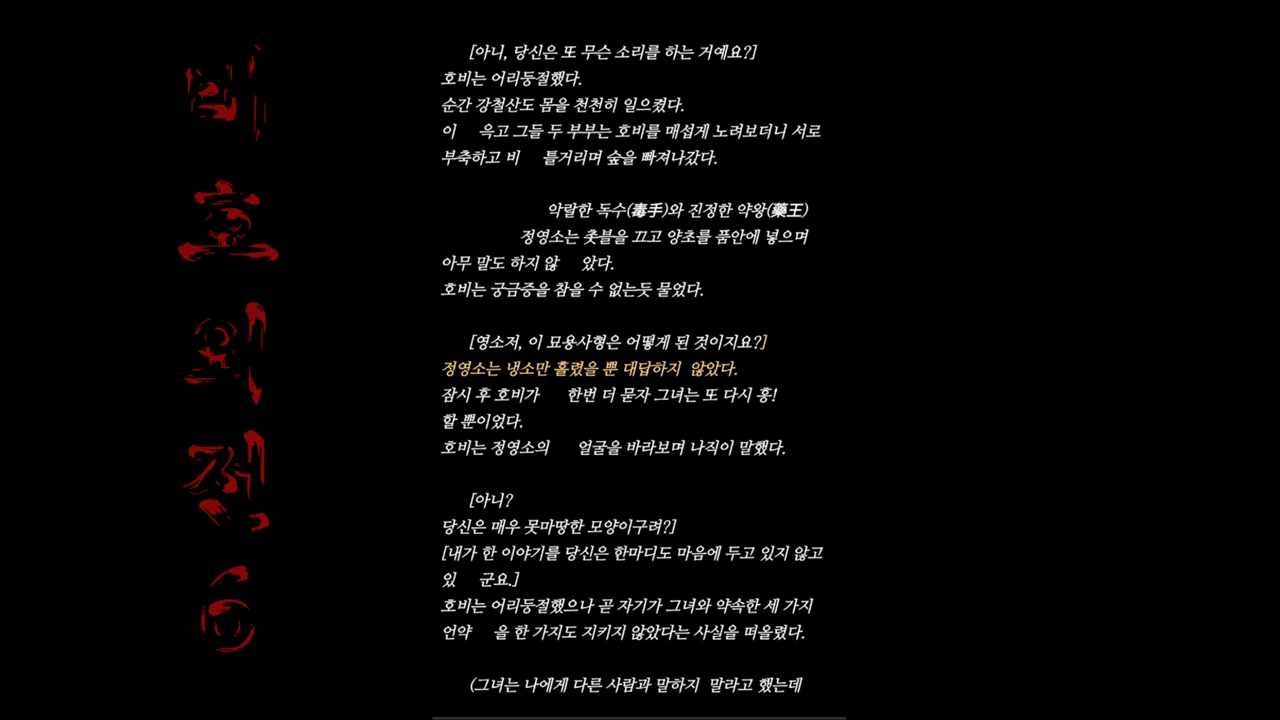 비호외전 6
[아니, 당신은 또 무슨 소리를 하는 거예요?]
호비는 어리둥절했다.
순간 강철산도 몸을 천천히 일으켰다.
이 윽고 그들 두 부부는 호비를 매섭게 노려보더니 서로
부축하고 비 틀거리며 숲을 빠져나갔다.
악랄한 독수(毒手)와 진정한 약왕(藥王)
정영소는 촛불을 끄고 양초를 품안에 넣으며
아무 말도 하지 않 았다.
호비는 궁금증을 참을 수 없는듯 물었다.
[영소저, 이 묘용사형은 어떻게 된 것이지요?]
정영소는 냉소만 흘렸을 뿐 대답하지 않았다.
잠시 후 호비가 한번 더 묻자 그녀는 또 다시 흥!
할 뿐이었다.
호비는 정영소의 얼굴을 바라보며 나직이 말했다.
[아니?
당신은 매우 못마땅한 모양이구려?]
[내가 한 이야기를 당신은 한마디도 마음에 두고 있지 않고
있 군요.]
호비는 어리둥절했으나 곧 자기가 그녀와 약속한 세 가지
언약 을 한 가지도 지키지 않았다는 사실을 떠올렸다.
(그녀는 나에게 다른 사람과 말하지 말라고 했는데